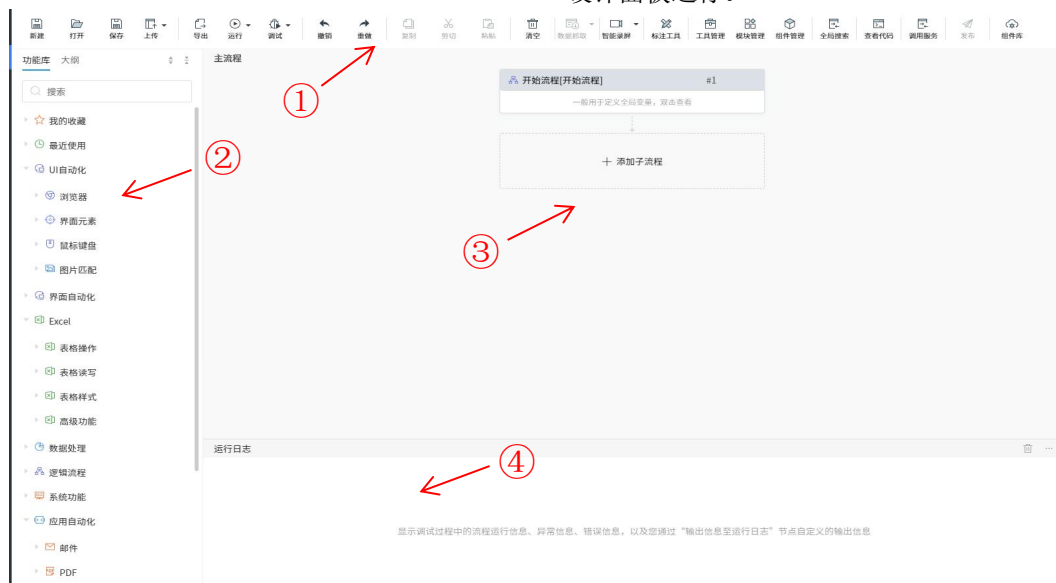 新建 打开 保存 上传 导出 运行 调试 撤销 重做 复制 剪切 粘贴 清空 数据抓取 智能录屏 标注工具 工具管理 模块管理 组件管理 全局搜索 查看代码 调用服务 发布 组件库
功能库 大纲
搜索
我的收藏
最近使用
UI自动化
浏览器
界面元素
鼠标键盘
图片匹配
界面自动化
Excel
表格操作
表格读写
表格样式
高级功能
数据处理
逻辑流程
系统功能
应用自动化
邮件
PDF
主流程
开始流程[开始流程] #1
一般用于定义全局变量，双击查看
添加子流程
①
②
③
运行日志
④
显示调试过程中的流程运行信息、异常信息、错误信息，以及您通过“输出信息至运行日志”节点自定义的输出信息